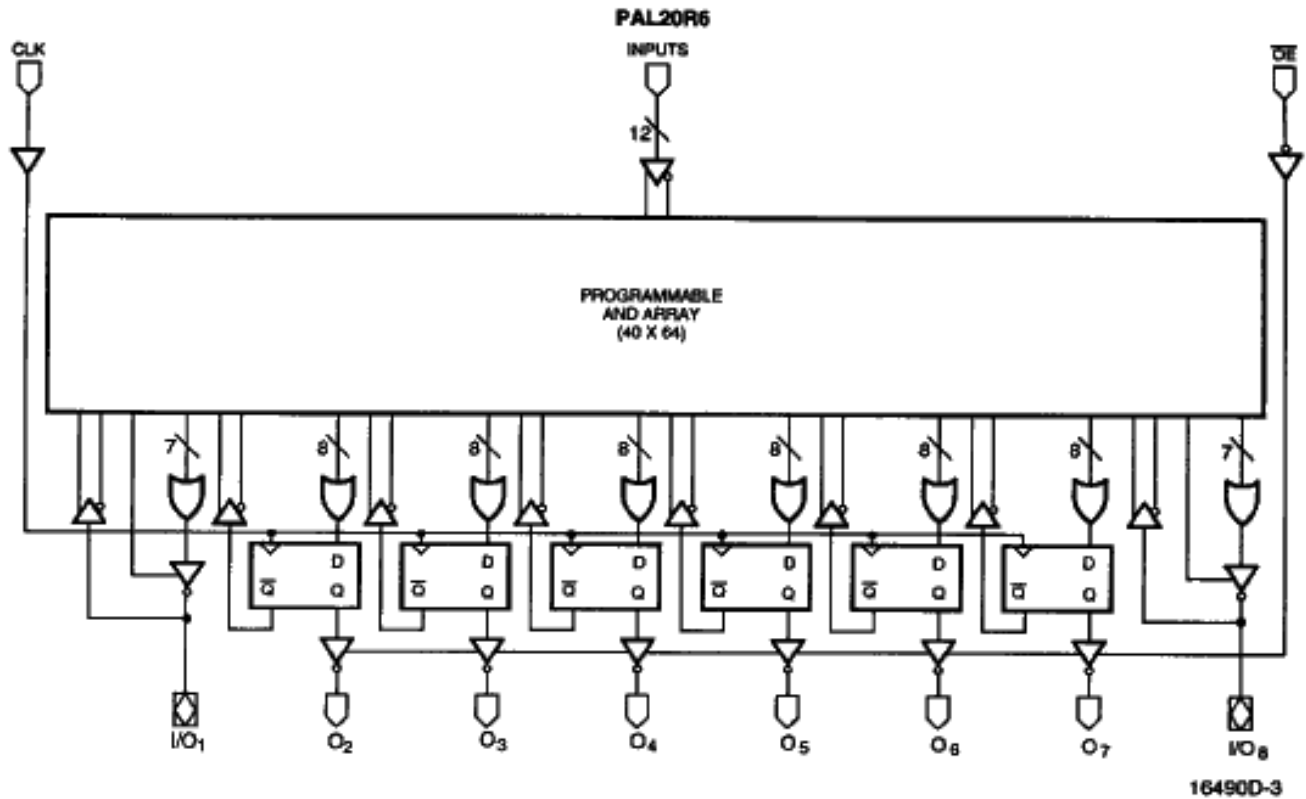 PAL20R6
CLK
INPUTS
OE
12
PROGRAMMABLE
AND ARRAY
(40 X 64)
7
8
8
8
8
8
8
7
D
Q Q
D
Q Q
D
Q Q
D
Q Q
D
Q Q
D
Q Q
I/O1
O2
O3
O4
O5
O6
O7
I/O8
16490D-3